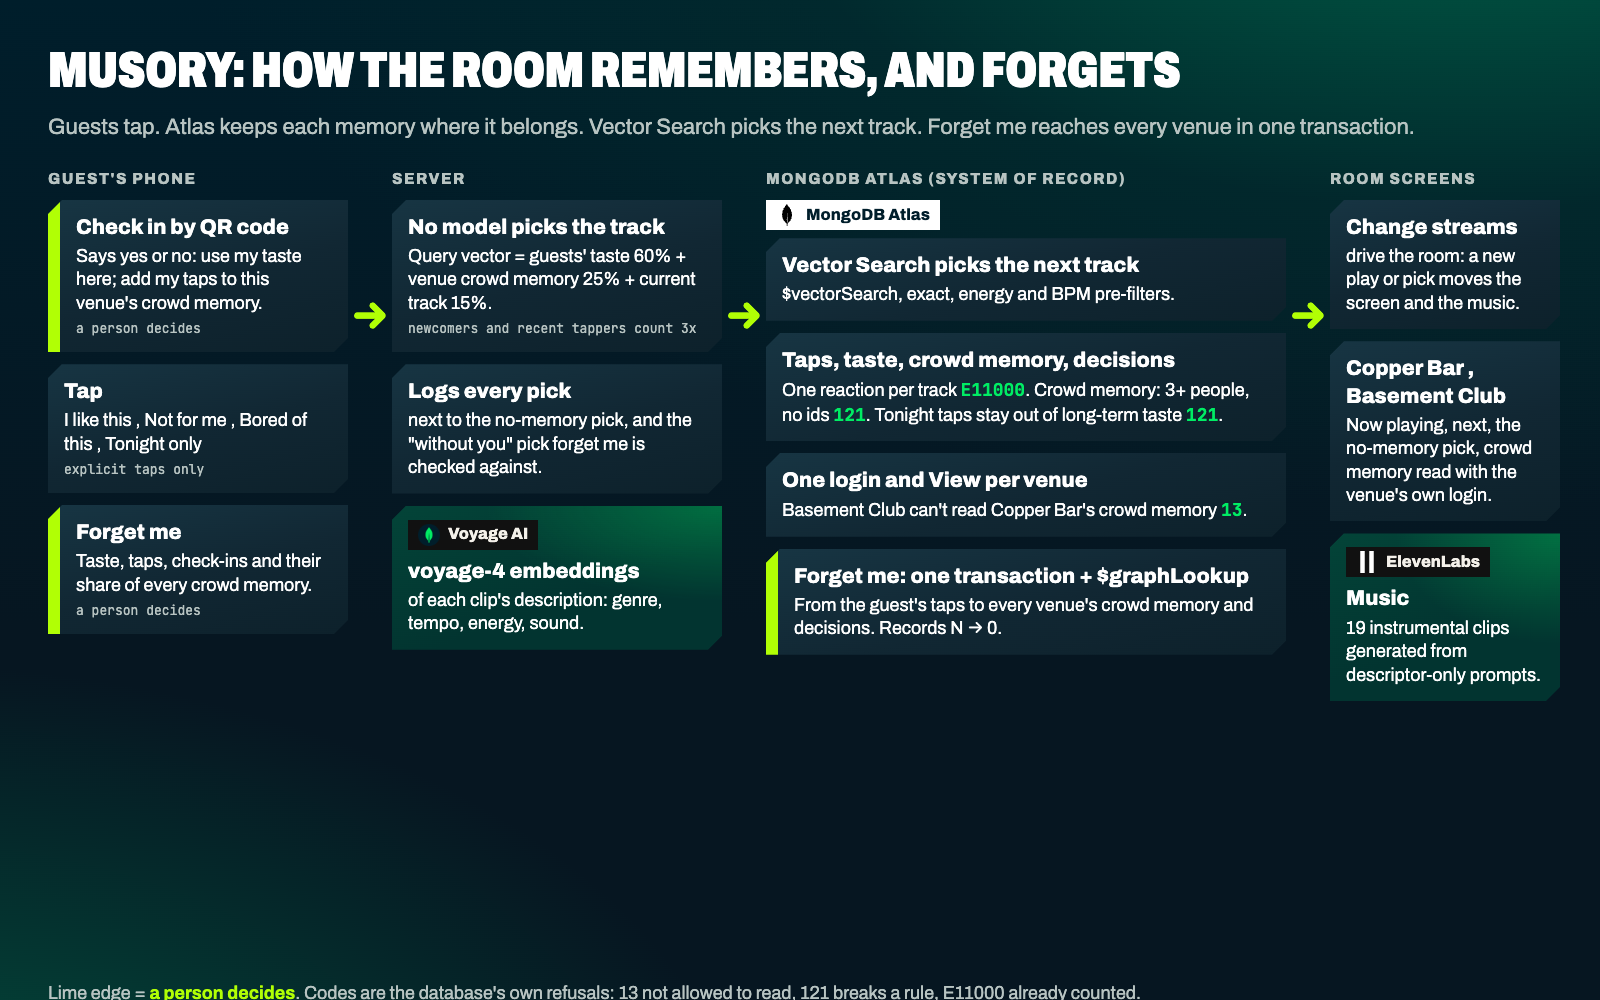 MUSORY: HOW THE ROOM REMEMBERS, AND FORGETS
Guests tap. Atlas keeps each memory where it belongs. Vector Search picks the next track. Forget me reaches every venue in one transaction.
GUEST'S PHONE
Check in by QR code
Says yes or no: use my taste
here; add my taps to this
venue's crowd memory.
a person decides
Tap
I like this , Not for me , Bored of
this , Tonight only
explicit taps only
Forget me
Taste, taps, check-ins and their
share of every crowd memory.
a person decides
SERVER
No model picks the track
Query vector = guests' taste 60% +
venue crowd memory 25% + current
track 15%.
newcomers and recent tappers count 3x
Logs every pick
next to the no-memory pick, and the
"without you" pick forget me is
checked against.
Voyage AI
voyage-4 embeddings
of each clip's description: genre,
tempo, energy, sound.
MONGODB ATLAS (SYSTEM OF RECORD)
MongoDB Atlas
Vector Search picks the next track
$vectorSearch, exact, energy and BPM pre-filters.
Taps, taste, crowd memory, decisions
One reaction per track E11000. Crowd memory: 3+ people,
no ids 121. Tonight taps stay out of long-term taste 121.
One login and View per venue
Basement Club can't read Copper Bar's crowd memory 13.
Forget me: one transaction + $graphLookup
From the guest's taps to every venue's crowd memory and
decisions. Records N → 0.
ROOM SCREENS
Change streams
drive the room: a new
play or pick moves the
screen and the music.
Copper Bar ,
Basement Club
Now playing, next, the
no-memory pick, crowd
memory read with the
venue's own login.
ElevenLabs
Music
19 instrumental clips
generated from
descriptor-only prompts.
Lime edge = a person decides. Codes are the database's own refusals: 13 not allowed to read, 121 breaks a rule, E11000 already counted.